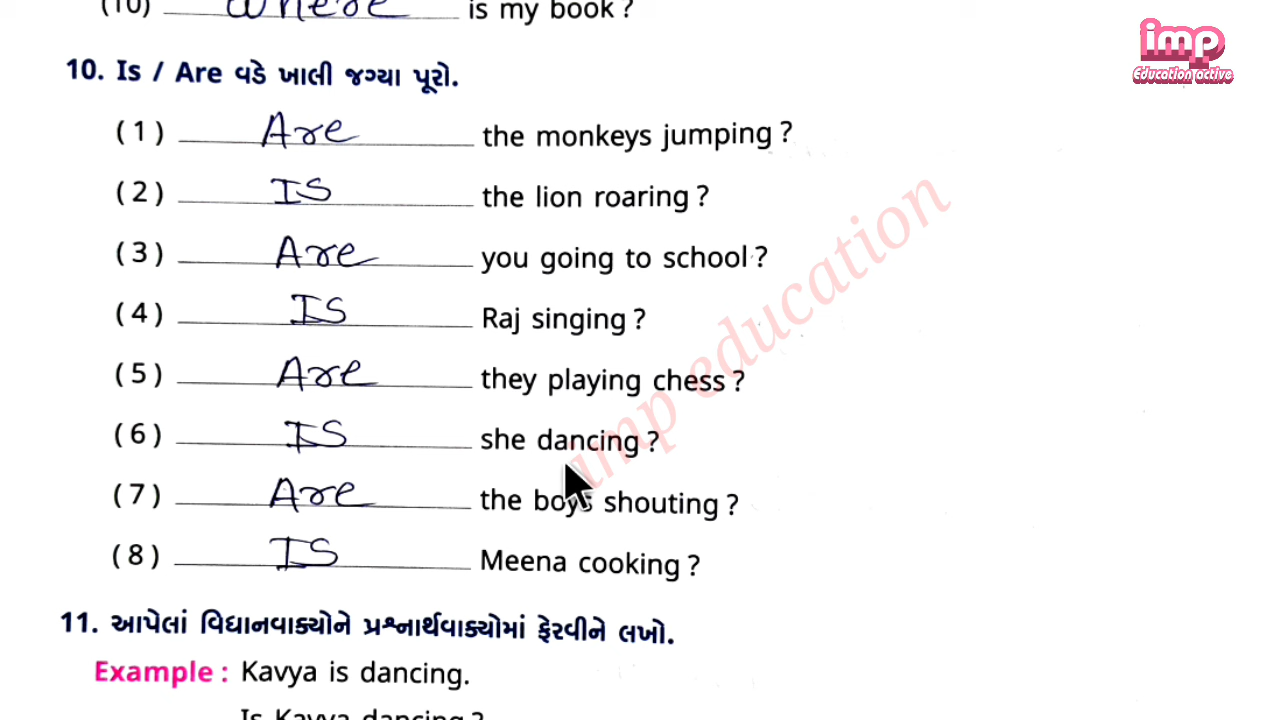 (10) Where is my book ?
imp
Education active
10. Is / Are વડે ખાલી જગ્યા પૂરો.
(1) Are the monkeys jumping ?
(2) Is the lion roaring ?
(3) Are you going to school ?
(4) Is Raj singing ?
(5) Are they playing chess ?
(6) Is she dancing ?
(7) Are the boys shouting ?
(8) Is Meena cooking ?
imp education
11. આપેલાં વિધાનવાક્યોને પ્રશ્નાર્થવાક્યોમાં ફેરવીને લખો.
Example : Kavya is dancing.
Is Kavya dancing ?